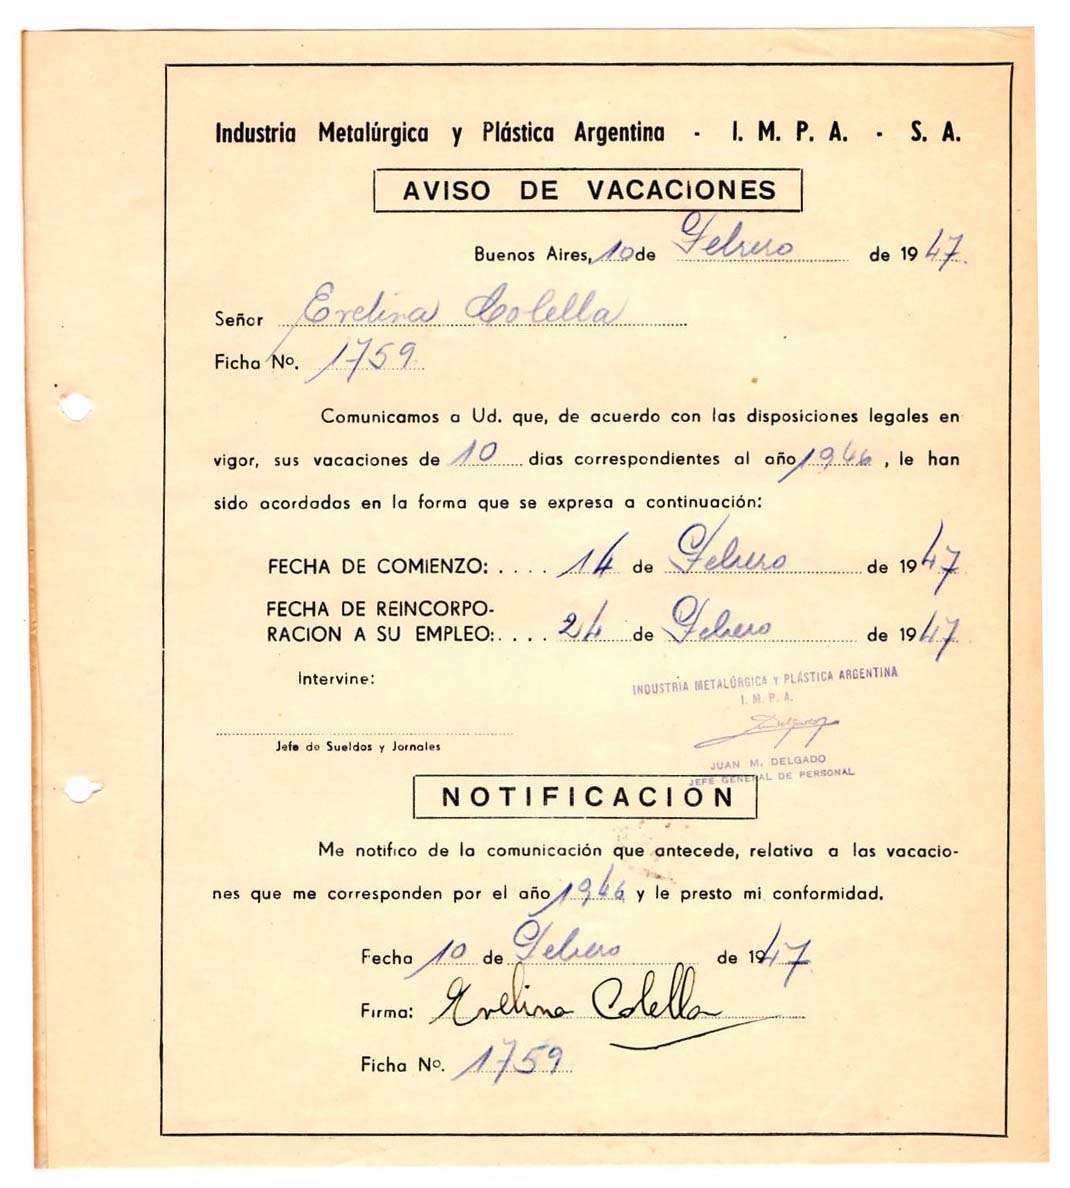 Industria Metalúrgica y Plástica Argentina - I. M. P. A. - S. A.
AVISO DE VACACIONES
Buenos Aires, 10 de Febrero de 1947.
Señor Evelina Colella
Ficha No. 1759
Comunicamos a Ud. que, de acuerdo con las disposiciones legales en
vigor, sus vacaciones de 10 dias correspondientes al año 1946, le han
sido acordadas en la forma que se expresa a continuación:
FECHA DE COMIENZO: .... 14 de Febrero de 1947
FECHA DE REINCORPO-
RACION A SU EMPLEO: .... 24 de Febrero de 1947
Intervine:
INDUSTRIA METALÚRGICA Y PLÁSTICA ARGENTINA
I. M. P. A.
Jefe de Sueldos y Jornales
JUAN M. DELGADO
JEFE GENERAL DE PERSONAL
NOTIFICACIÓN
Me notifico de la comunicación que antecede, relativa a las vacacio-
nes que me corresponden por el año 1946 y le presto mi conformidad.
Fecha 10 de Febrero de 1947
Firma: Evelina Colella
Ficha No. 1759